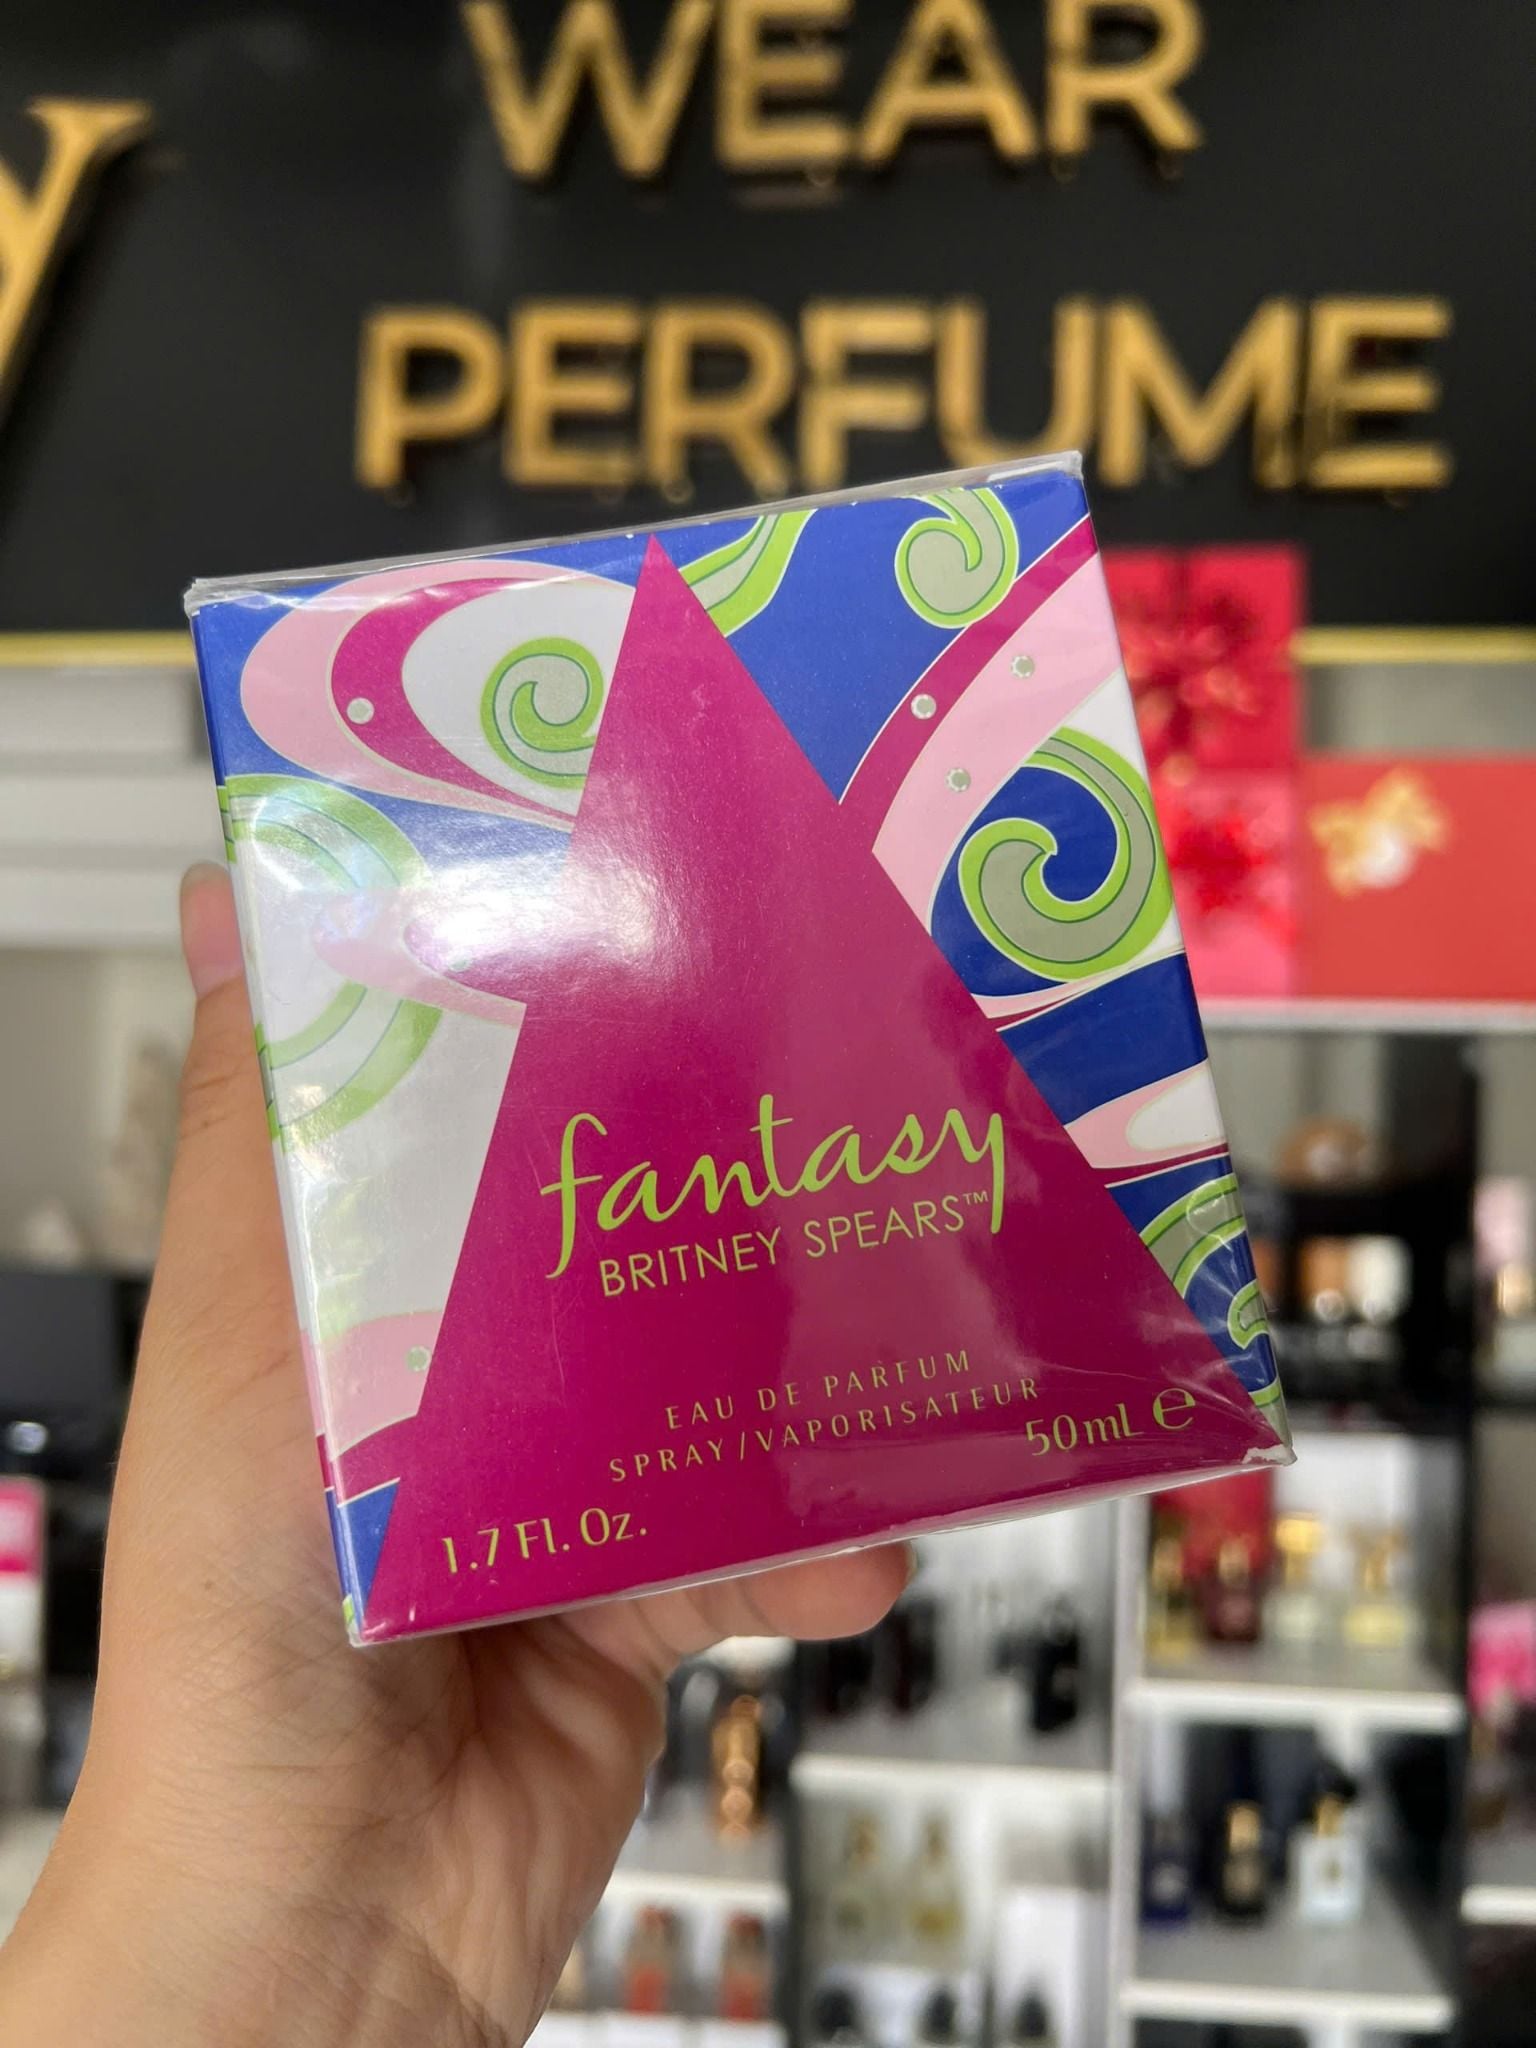 y
WEAR
PERFUME
fantasy
BRITNEY SPEARS™
EAU DE PARFUM
SPRAY/VAPORISATEUR
50mL ℮
1.7 Fl. Oz.